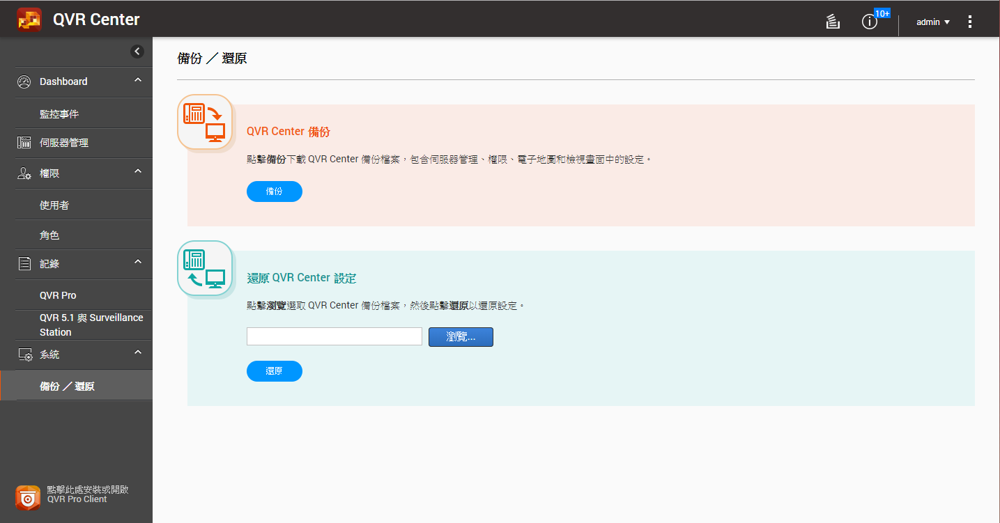 QVR Center
10+
admin
Dashboard
監控事件
伺服器管理
權限
使用者
角色
記錄
QVR Pro
QVR 5.1 與 Surveillance
Station
系統
備份 ／ 還原
點擊此處安裝或開啟
QVR Pro Client
備份 ／ 還原
QVR Center 備份
點擊備份下載 QVR Center 備份檔案，包含伺服器管理、權限、電子地圖和檢視畫面中的設定。
備份
還原 QVR Center 設定
點擊瀏覽選取 QVR Center 備份檔案，然後點擊還原以還原設定。
瀏覽...
還原